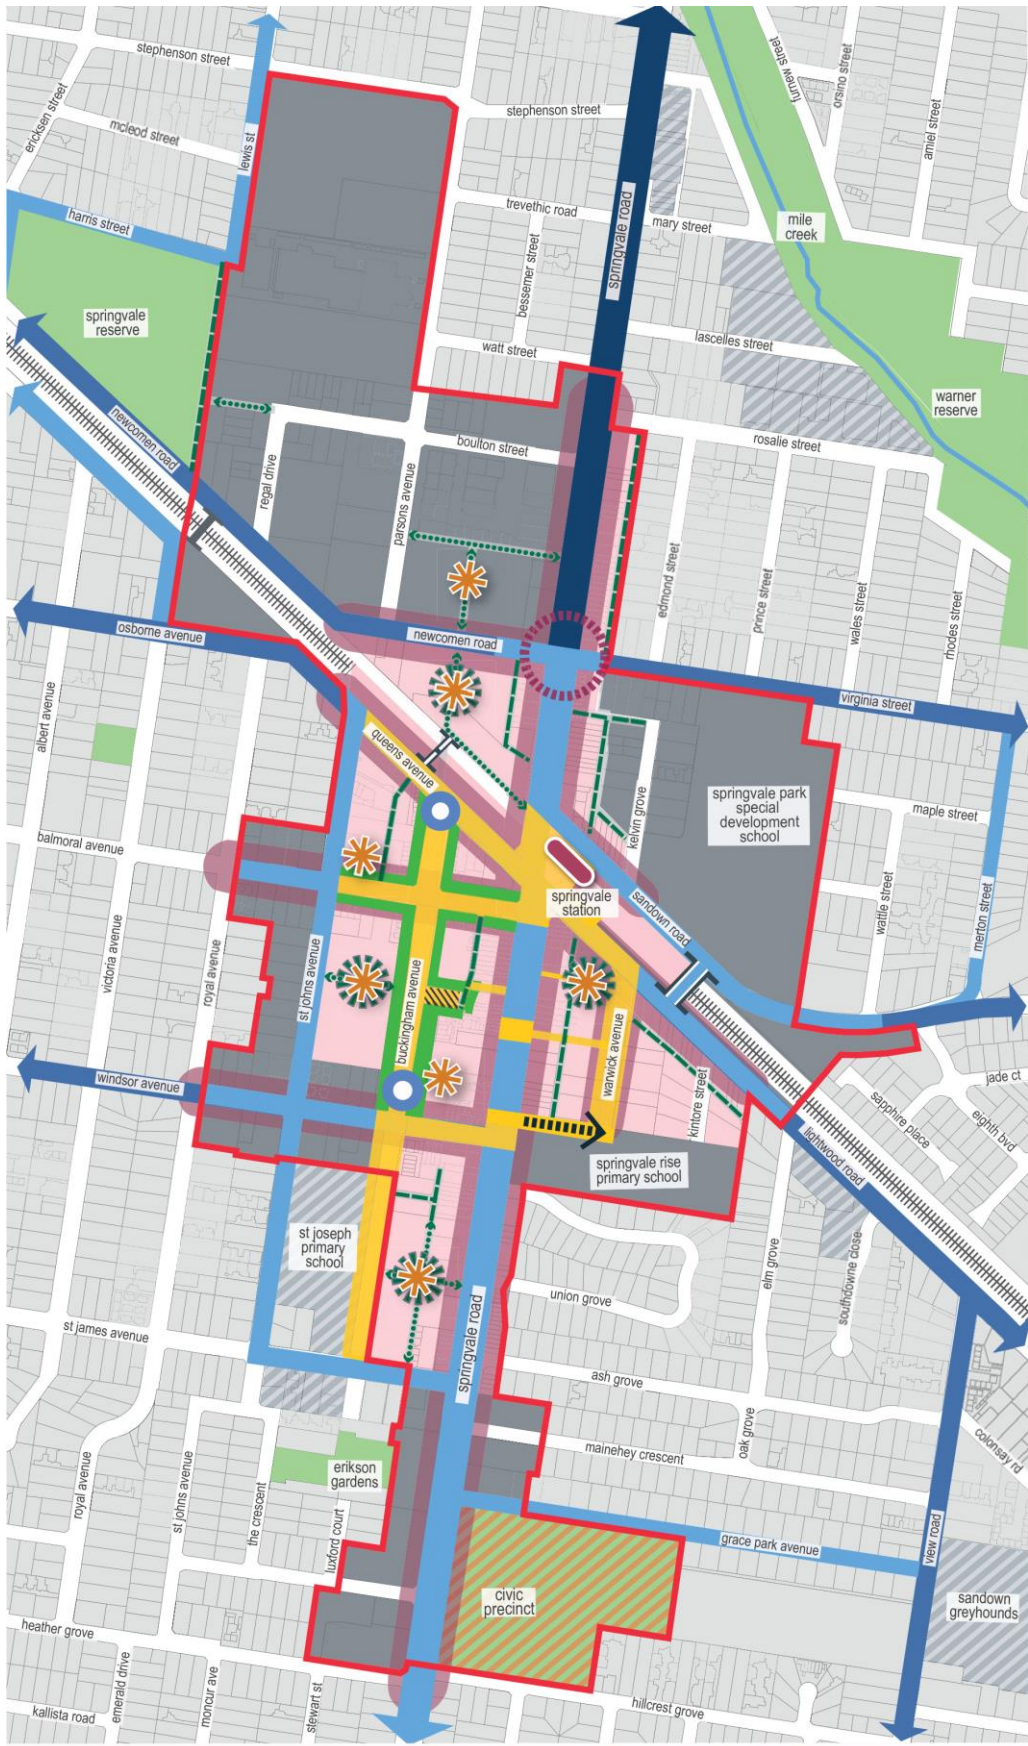 stephenson street
stephenson street
furnew street
orsino street
ericksen street
mcleod street
lewis st
amiel street
harris street
trevethic road
mary street
mile
creek
springvale road
bessemer street
springvale
reserve
watt street
lascelles street
warner
reserve
newcomen road
boulton street
rosalie street
regal drive
parsons avenue
edmond street
prince street
wales street
rhodes street
osborne avenue
newcomen road
virginia street
albert avenue
queens avenue
springvale park
special
development
school
maple street
kelvin grove
balmoral avenue
springvale
station
sandown road
wattle street
merton street
victoria avenue
royal avenue
st johns avenue
buckingham avenue
warwick avenue
windsor avenue
kintore street
jade ct
sapphire place
eighth bvd
lightwood road
springvale rise
primary school
st joseph
primary
school
elm grove
southdowne close
union grove
st james avenue
springvale road
ash grove
oak grove
mainehey crescent
colonsay rd
royal avenue
st johns avenue
the crescent
erikson
gardens
luxford court
grace park avenue
view road
civic
precinct
sandown
greyhounds
heather grove
emerald drive
moncur ave
stewart st
hillcrest grove
kallista road